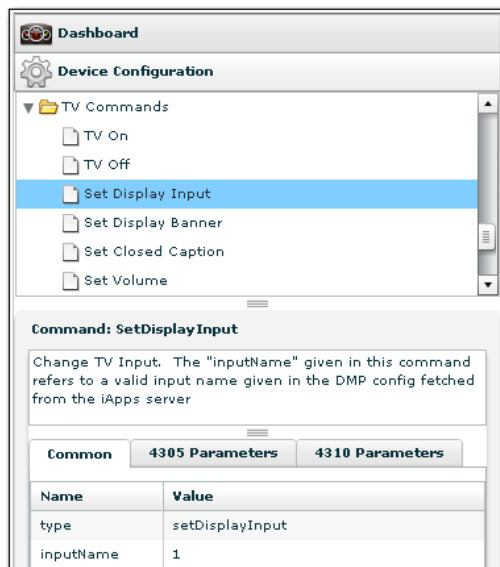 Dashboard
Device Configuration
TV Commands
TV On
TV Off
Set Display Input
Set Display Banner
Set Closed Caption
Set Volume
Command: SetDisplayInput
Change TV Input.  The "inputName" given in this command
refers to a valid input name given in the DMP config fetched
from the iApps server
Common 4305 Parameters 4310 Parameters
Name Value
type setDisplayInput
inputName 1